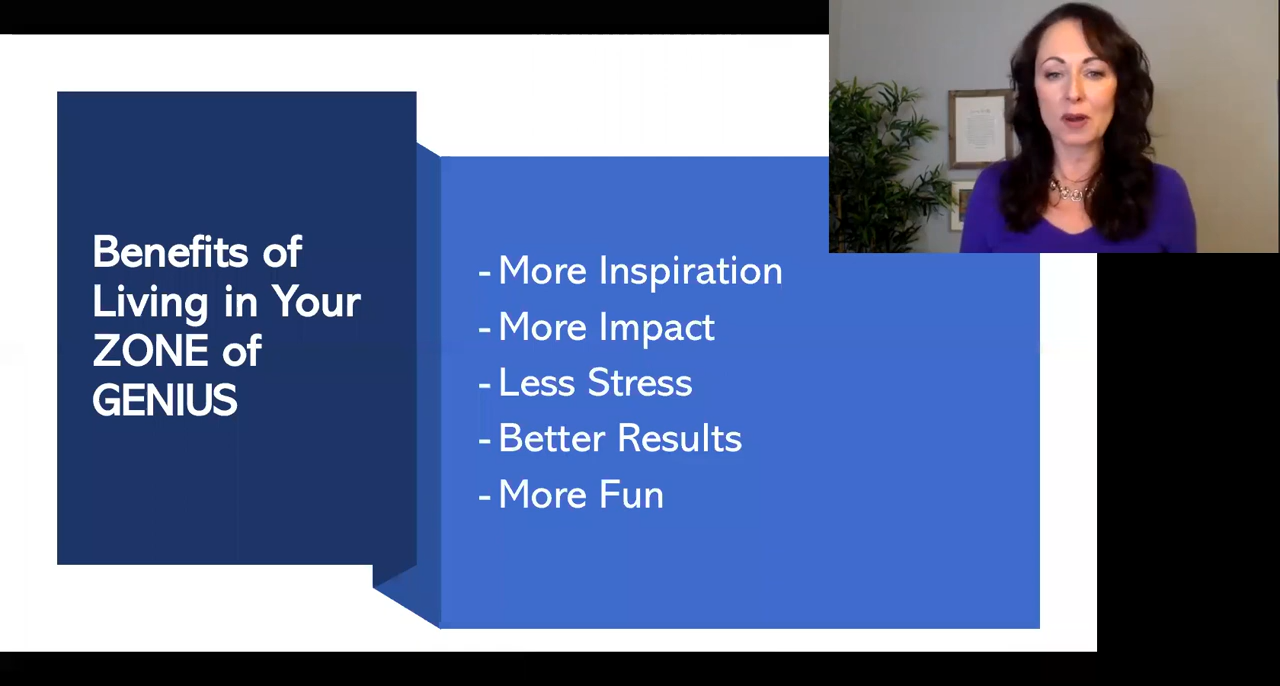 Benefits of
Living in Your
ZONE of
GENIUS
- More Inspiration
- More Impact
- Less Stress
- Better Results
- More Fun